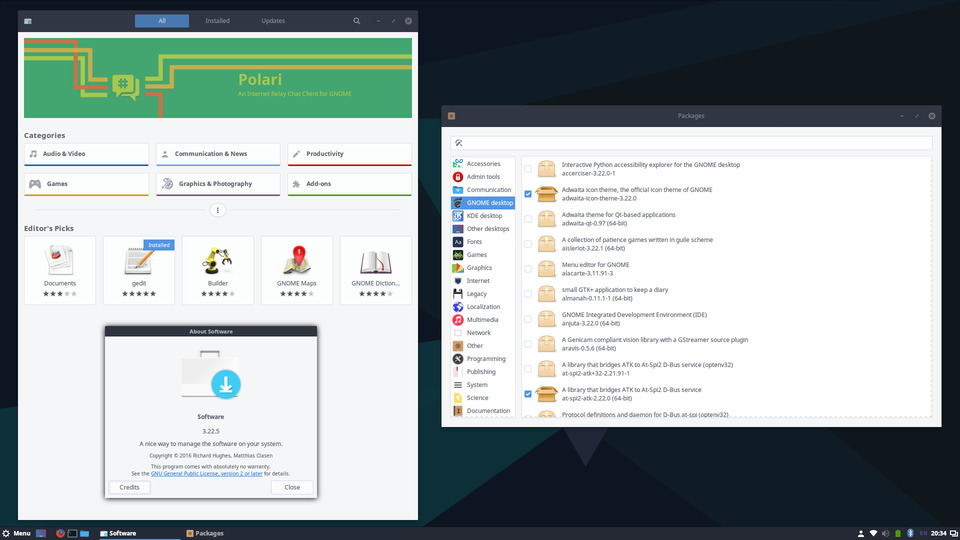 All
Installed
Updates
Polari
An Internet Relay Chat Client for GNOME
Categories
Audio & Video
Communication & News
Productivity
Games
Graphics & Photography
Add-ons
Editor's Picks
Installed
Documents
gedit
Builder
GNOME Maps
GNOME Diction...
About Software
Software
3.22.5
A nice way to manage the software on your system.
Copyright © 2016 Richard Hughes, Matthias Clasen
This program comes with absolutely no warranty.
See the GNU General Public License, version 2 or later for details.
Credits
Close
Packages
Accessories
Admin tools
Communication
GNOME desktop
KDE desktop
Other desktops
Fonts
Games
Graphics
Internet
Legacy
Localization
Multimedia
Network
Other
Programming
Publishing
System
Science
Documentation
Interactive Python accessibility explorer for the GNOME desktop
accerciser-3.22.0-1
Adwaita icon theme, the official icon theme of GNOME
adwaita-icon-theme-3.22.0
Adwaita theme for Qt-based applications
adwaita-qt-0.97 (64-bit)
A collection of patience games written in guile scheme
aisleriot-3.22.1 (64-bit)
Menu editor for GNOME
alacarte-3.11.91-3
small GTK+ application to keep a diary
almanah-0.11.1-1 (64-bit)
GNOME Integrated Development Environment (IDE)
anjuta-3.22.0 (64-bit)
A Genicam compliant vision library with a GStreamer source plugin
aravis-0.5.6 (64-bit)
A library that bridges ATK to At-Spi2 D-Bus service (optenv32)
at-spi2-atk+32-2.21.91-1
A library that bridges ATK to At-Spi2 D-Bus service
at-spi2-atk-2.22.0 (64-bit)
Protocol definitions and daemon for D-Bus at-spi (optenv32)
Menu
Software
Packages
EN
20:34